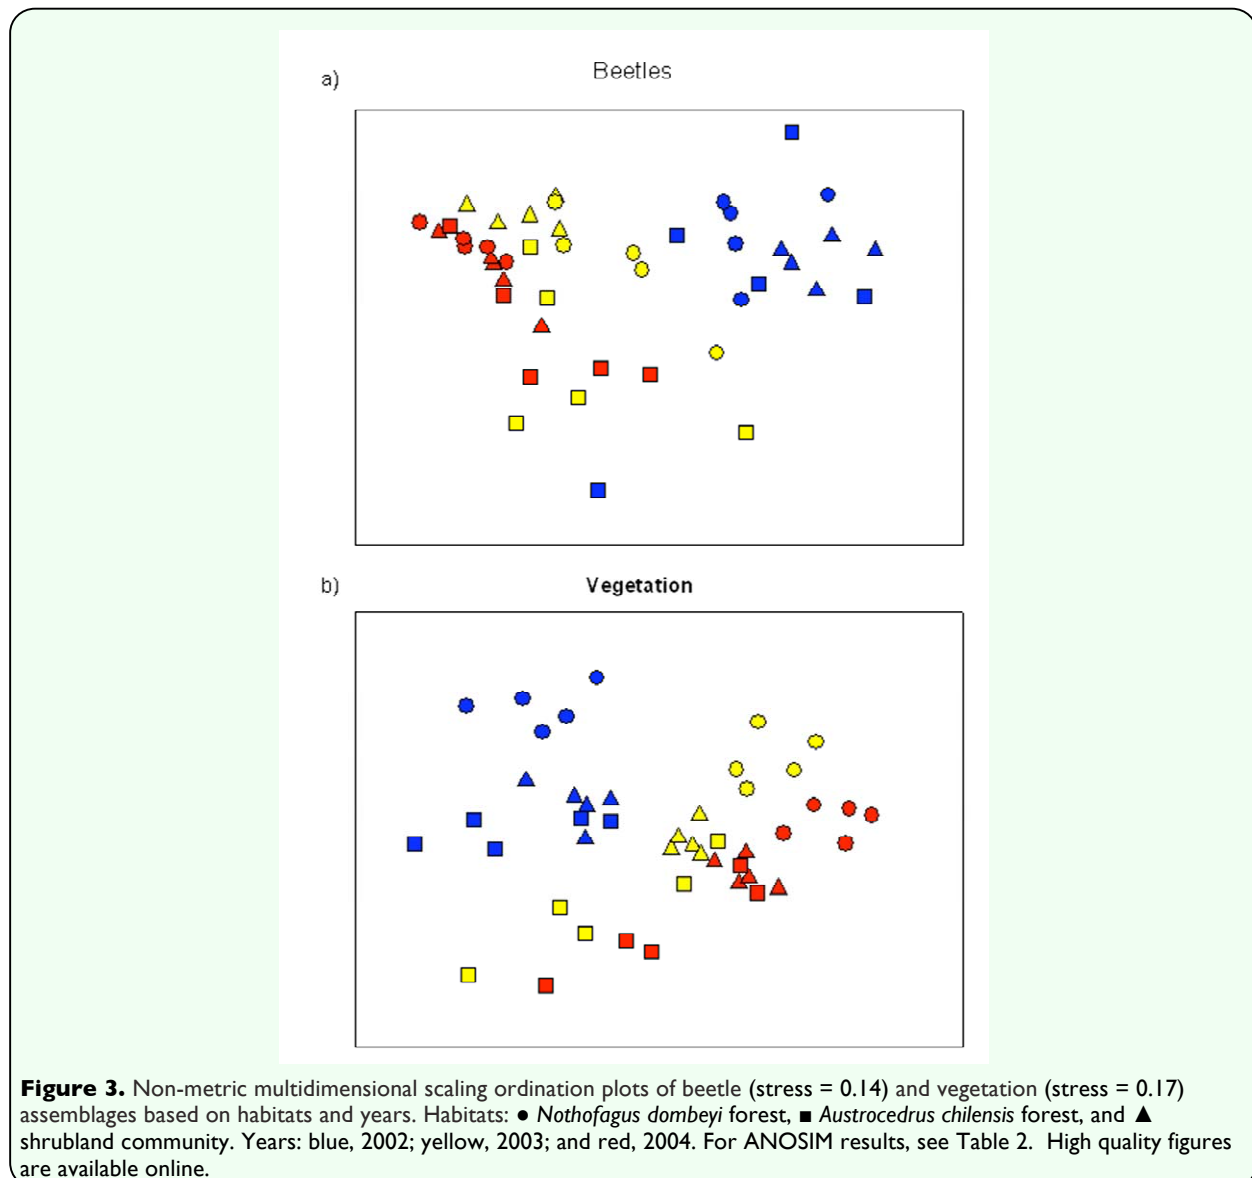 a)
Beetles
b)
Vegetation
Figure 3. Non-metric multidimensional scaling ordination plots of beetle (stress = 0.14) and vegetation (stress = 0.17)
assemblages based on habitats and years. Habitats: ● Nothofagus dombeyi forest, ■ Austrocedrus chilensis forest, and ▲
shrubland community. Years: blue, 2002; yellow, 2003; and red, 2004. For ANOSIM results, see Table 2. High quality figures
are available online.